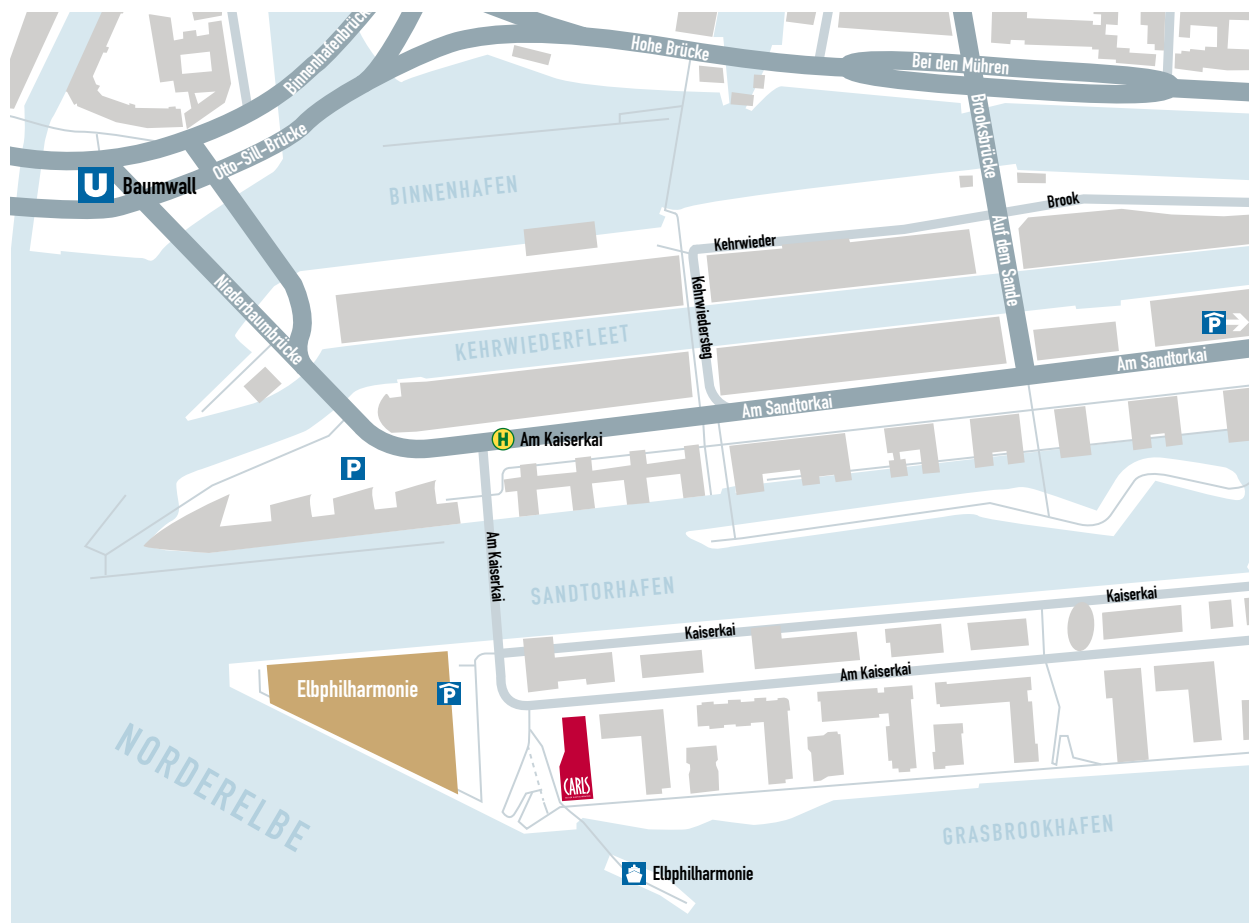 Binnenhafenbrücke
Hohe Brücke
Bei den Mühren
Otto-Sill-Brücke
Brooksbrücke
U
Baumwall
BINNENHAFEN
Brook
Kehrwieder
Auf dem Sande
Niederbaumbrücke
Kehrwiedersteg
KEHRWIEDERFLEET
P
Am Sandtorkai
Am Sandtorkai
H
Am Kaiserkai
P
Am Kaiserkai
SANDTORHAFEN
Kaiserkai
Kaiserkai
Am Kaiserkai
Elbphilharmonie
P
NORDERELBE
CARLS
GRASBROOKHAFEN
Elbphilharmonie